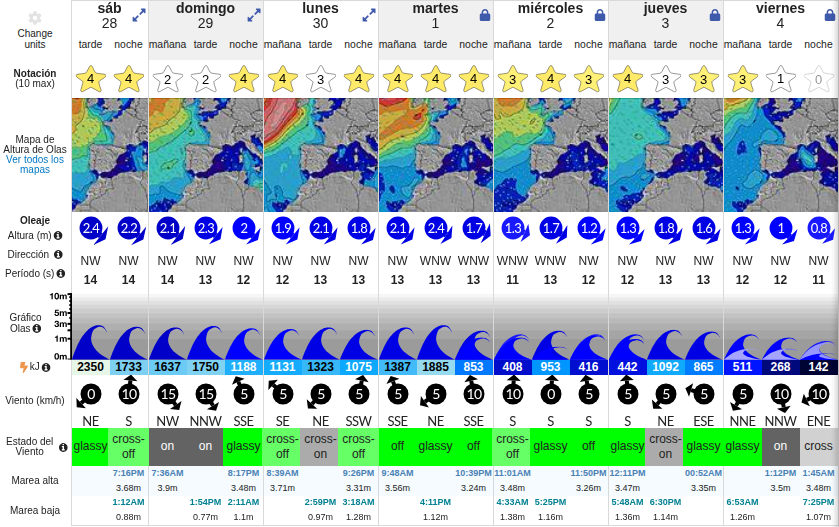 sáb domingo lunes martes miércoles jueves viernes
28 29 30 1 2 3 4
Change units
tarde noche mañana tarde noche mañana tarde noche mañana tarde noche mañana tarde noche mañana tarde noche mañana tarde noche
Notación (10 max) 4 4 2 2 4 4 3 4 4 4 4 3 4 3 4 3 3 3 1 0
Mapa de
Altura de Olas
Ver todos los
mapas
Oleaje
Altura (m) 2.4 2.2 2.1 2.3 2 1.9 2.1 1.8 2.1 2.4 1.7 1.3 1.7 1.2 1.3 1.8 1.6 1.3 1 0.8
Dirección NW NW NW NW NW NW NW NW NW WNW WNW WNW WNW NW NW NW NW NW NW NW
Período (s) 14 14 14 13 12 12 13 13 13 13 13 11 13 12 12 13 13 12 12 11
10m
5m
3m
Gráfico
Olas
1m
0m
kJ 2350 1733 1637 1750 1188 1131 1323 1075 1387 1885 853 408 953 416 442 1092 865 511 268 142
Viento (km/h) 0 10 15 15 5 5 5 5 5 5 10 10 0 5 5 5 5 5 10 10
NE S NW NNW SSE SE NE SSW SSE NE SSE S S S S NE ESE NNE NNW ENE
Estado del Viento glassy cross-off on on glassy cross-off cross-on cross-off off glassy off cross-off glassy off glassy cross-on glassy glassy on cross
Marea alta 7:16PM 7:36AM 8:17PM 8:39AM 9:26PM 9:48AM 10:39PM 11:01AM 11:50PM 12:11PM 00:52AM 1:12PM 1:45AM
3.68m 3.9m 3.48m 3.71m 3.31m 3.56m 3.24m 3.48m 3.26m 3.47m 3.35m 3.5m 3.48m
Marea baja 1:12AM 1:54PM 2:11AM 2:59PM 3:18AM 4:11PM 4:33AM 5:25PM 5:48AM 6:30PM 6:53AM 7:25PM
0.88m 0.77m 1.1m 0.97m 1.28m 1.12m 1.38m 1.16m 1.36m 1.14m 1.26m 1.07m